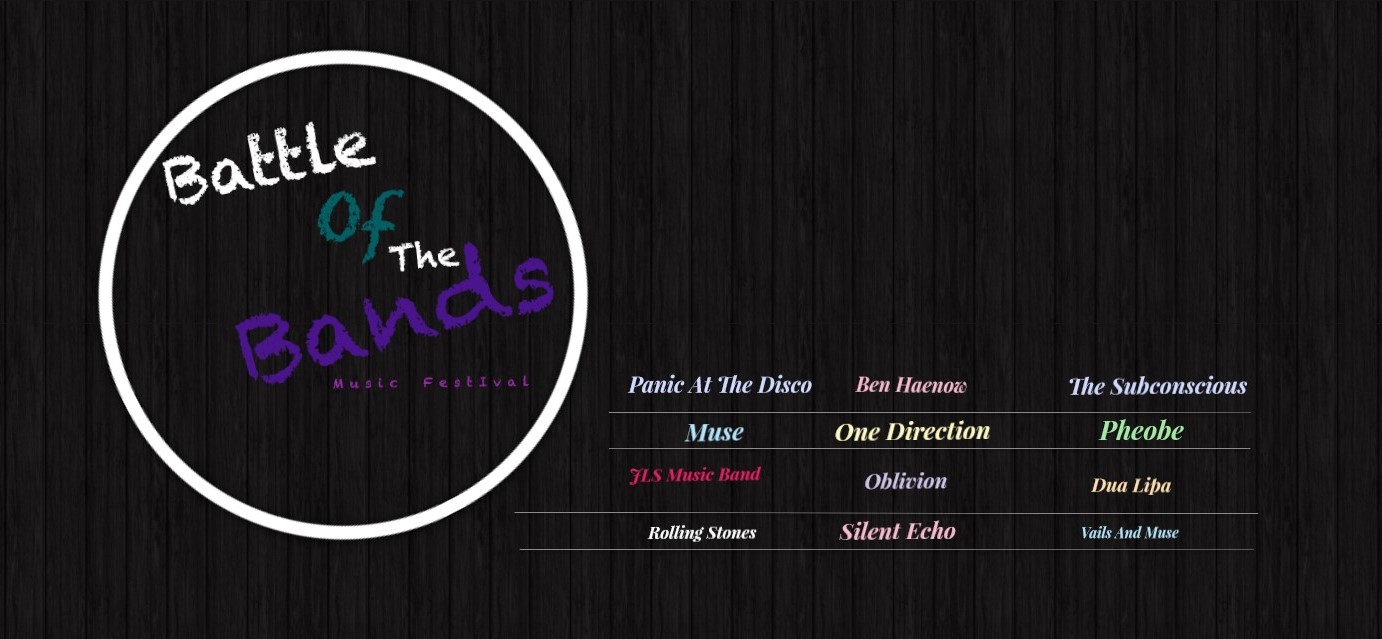 Battle
Of
The
Bands
Music FestIval
Panic At The Disco Ben Haenow The Subconscious
Muse One Direction Pheobe
JLS Music Band Oblivion Dua Lipa
Rolling Stones Silent Echo Vails And Muse